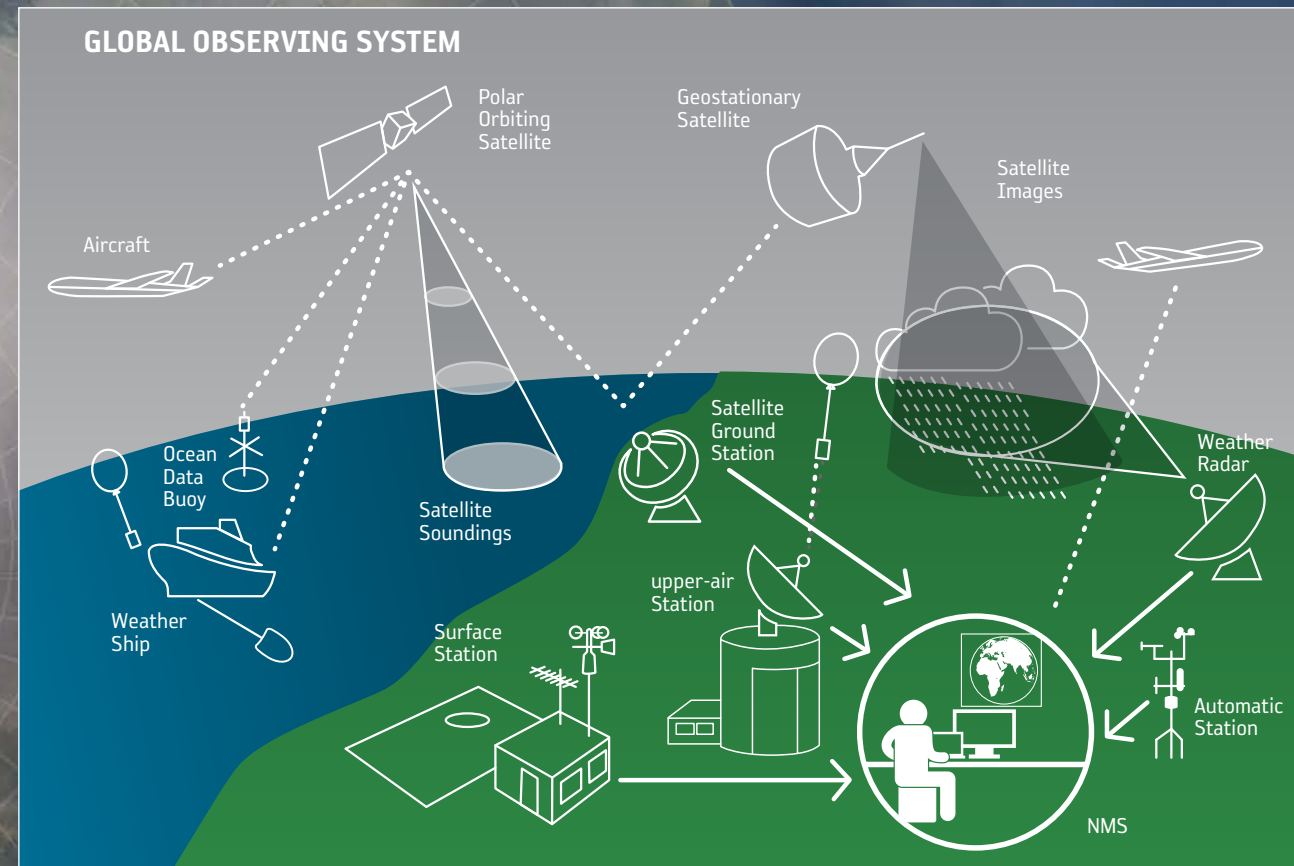 GLOBAL OBSERVING SYSTEM
Polar
Orbiting
Satellite
Geostationary
Satellite
Satellite
Images
Aircraft
Ocean
Data
Buoy
Satellite
Ground
Station
Weather
Radar
Satellite
Soundings
upper-air
Station
Weather
Ship
Surface
Station
Automatic
Station
NMS